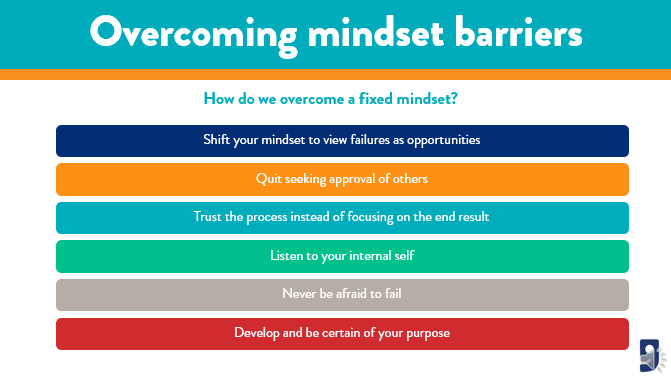 Overcoming mindset barriers
How do we overcome a fixed mindset?
Shift your mindset to view failures as opportunities
Quit seeking approval of others
Trust the process instead of focusing on the end result
Listen to your internal self
Never be afraid to fail
Develop and be certain of your purpose